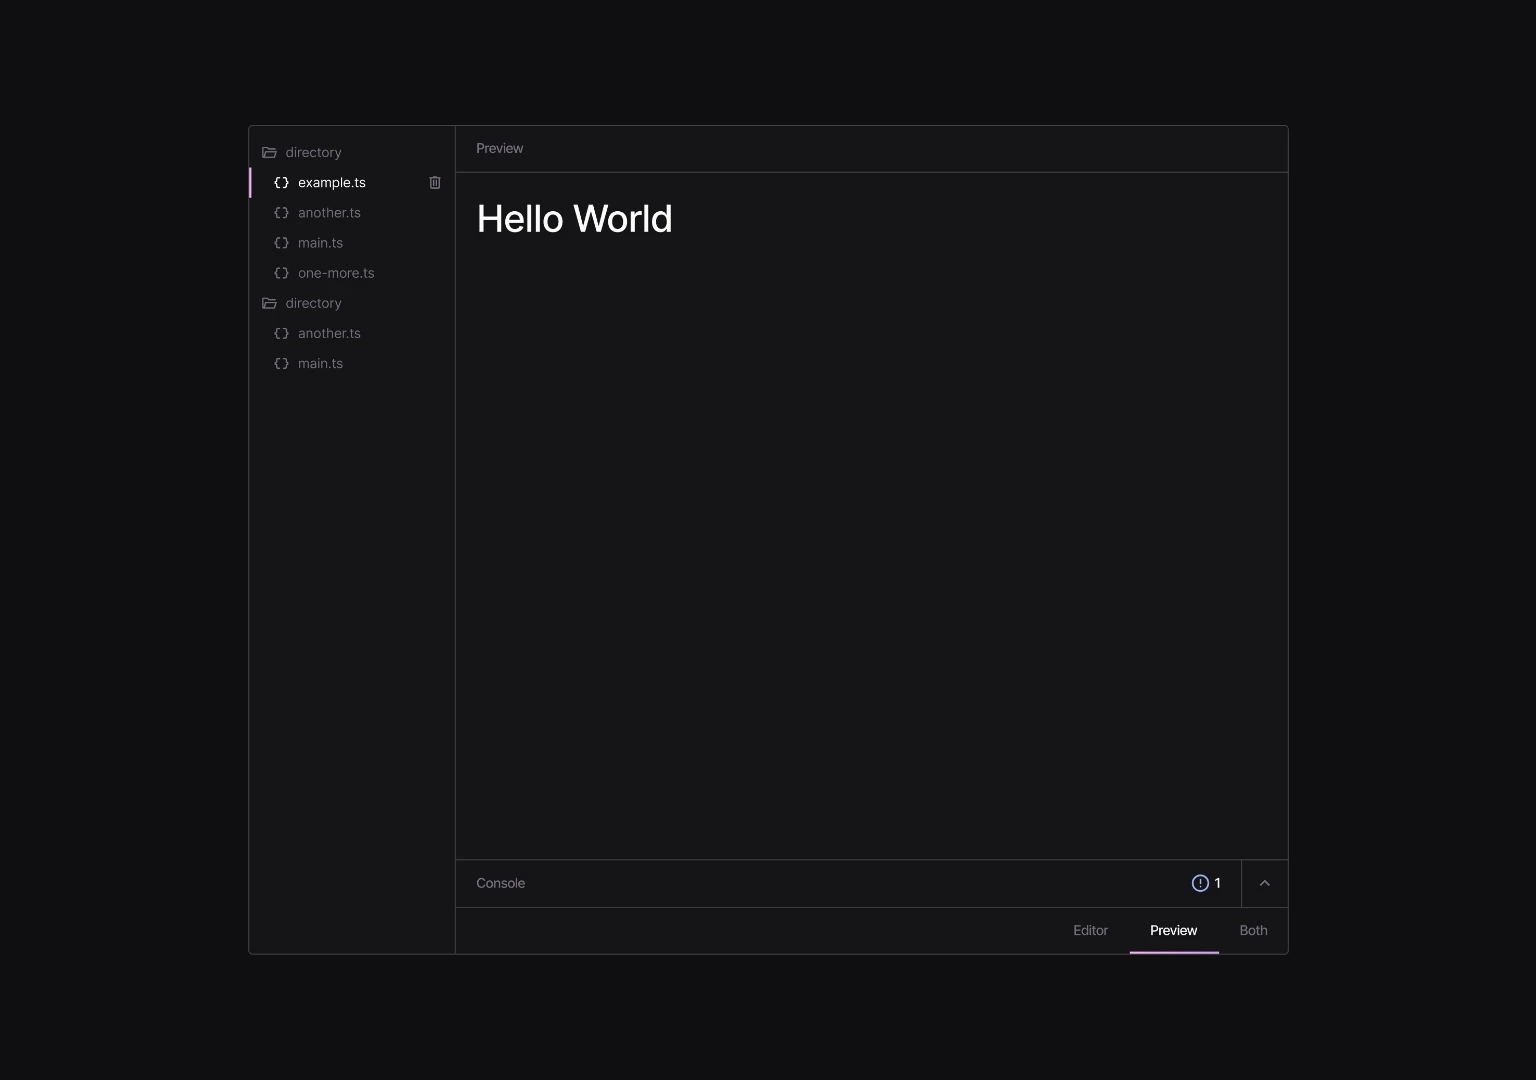 directory
example.ts
another.ts
main.ts
one-more.ts
directory
another.ts
main.ts
Preview
Hello World
Console
1
Editor
Preview
Both